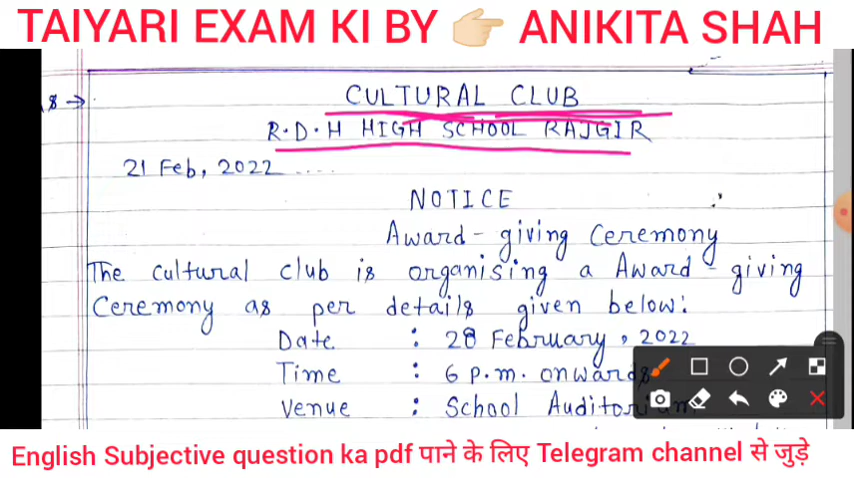 TAIYARI EXAM KI BY 👉🏻 ANIKITA SHAH
CULTURAL CLUB
R.D.H HIGH SCHOOL RAJGIR
21 Feb, 2022 ....
NOTICE
Award-giving Ceremony
The cultural club is organising a Award-giving
Ceremony as per details given below:
Date : 28 February, 2022
Time : 6 p.m. onwards
Venue : School Auditorium
English Subjective question ka pdf पाने के लिए Telegram channel से जुड़े